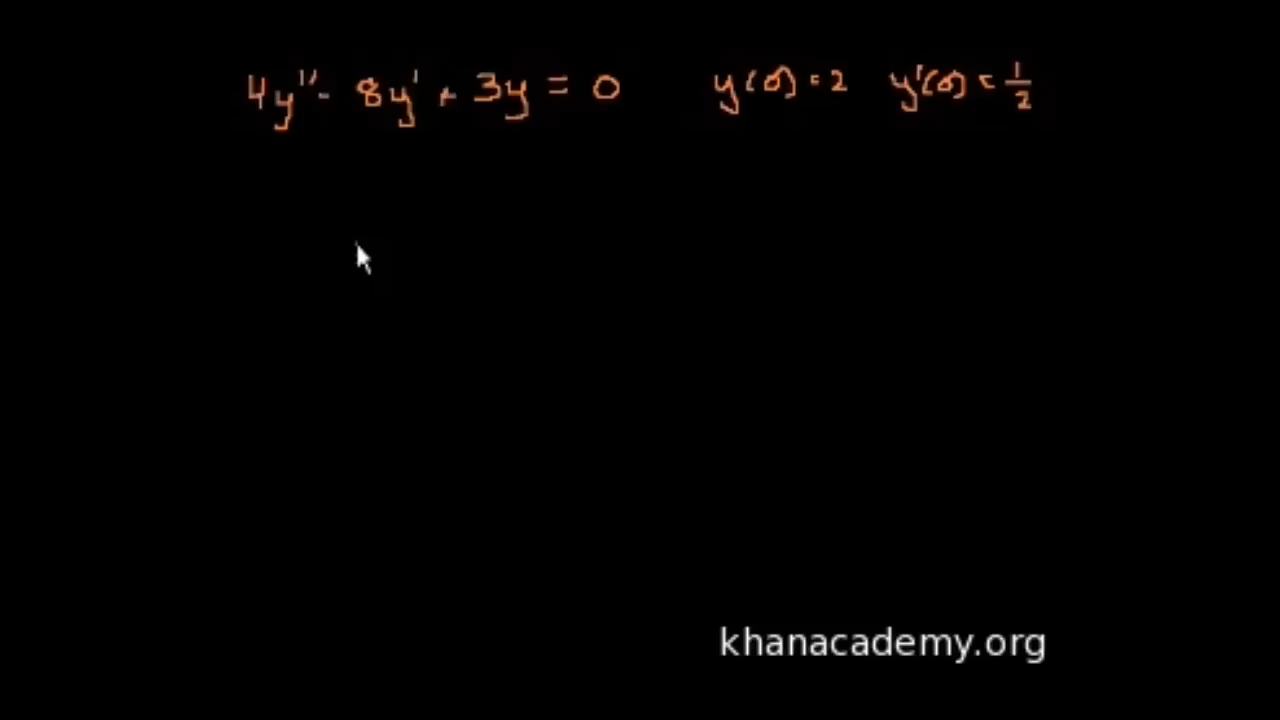 4y'' - 8y' + 3y = 0 y(0) = 2 y'(0) = 1/2
khanacademy.org